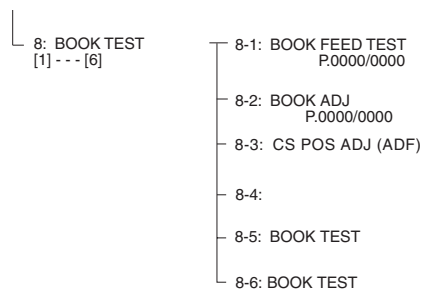 8: BOOK TEST
[1] - - - [6]
8-1: BOOK FEED TEST
P.0000/0000
8-2: BOOK ADJ
P.0000/0000
8-3: CS POS ADJ (ADF)
8-4:
8-5: BOOK TEST
8-6: BOOK TEST